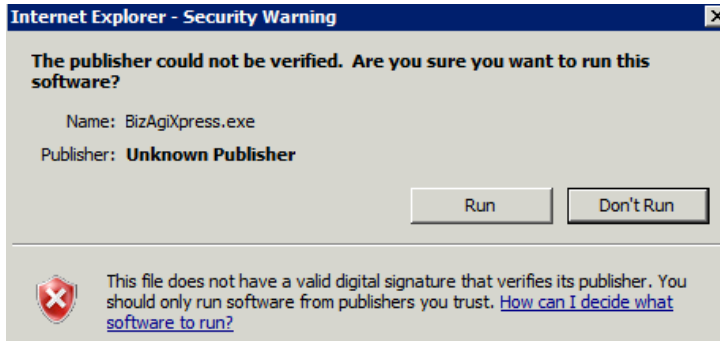 Internet Explorer - Security Warning
The publisher could not be verified. Are you sure you want to run this
software?
Name: BizAgiXpress.exe
Publisher: Unknown Publisher
Run Don't Run
This file does not have a valid digital signature that verifies its publisher. You
should only run software from publishers you trust. How can I decide what
software to run?